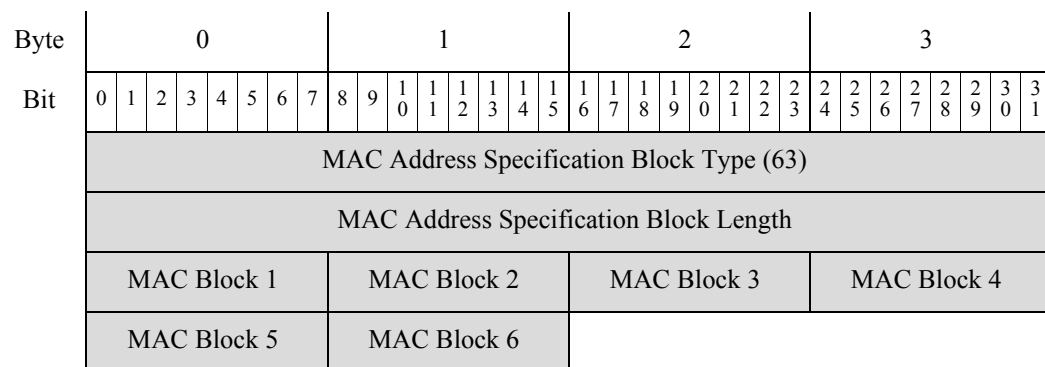 Byte 0 1 2 3
Bit 0 1 2 3 4 5 6 7 8 9 10 11 12 13 14 15 16 17 18 19 20 21 22 23 24 25 26 27 28 29 30 31
MAC Address Specification Block Type (63)
MAC Address Specification Block Length
MAC Block 1 MAC Block 2 MAC Block 3 MAC Block 4
MAC Block 5 MAC Block 6